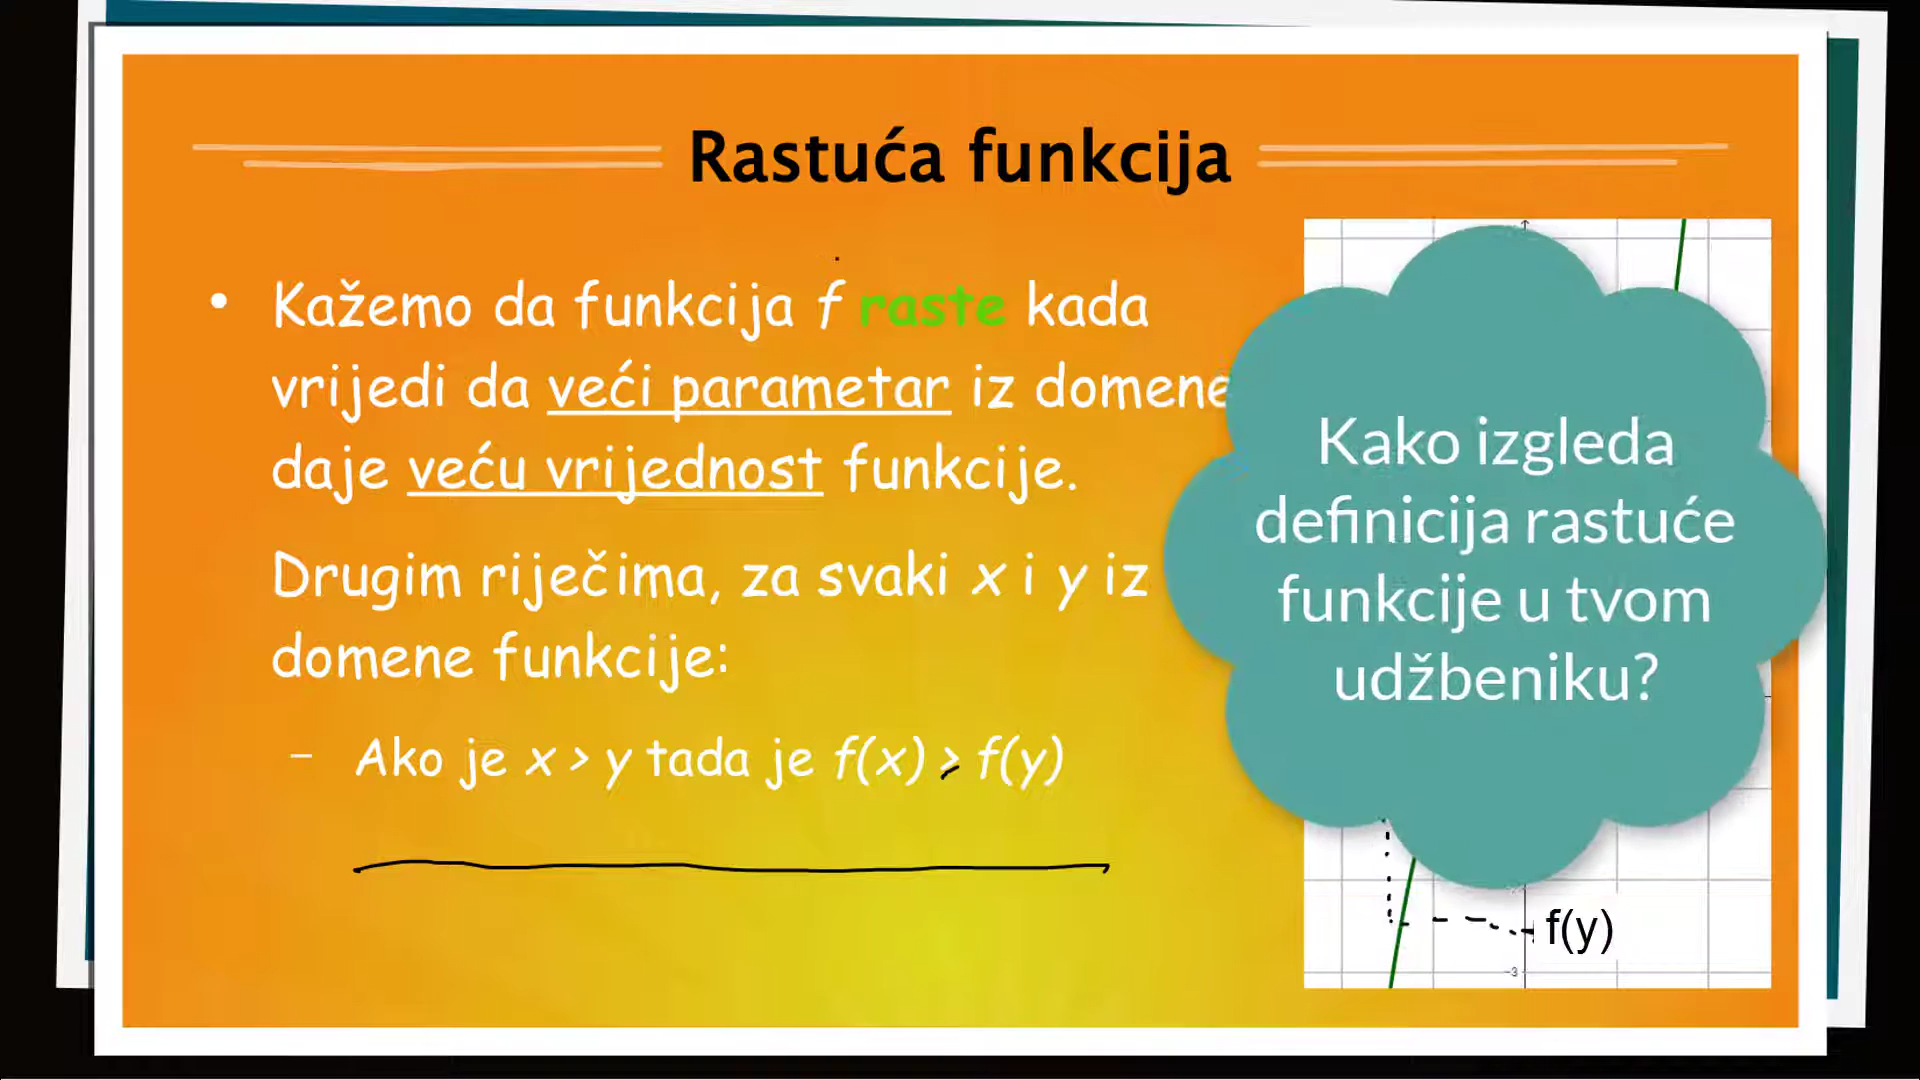 Rastuća funkcija
• Kažemo da funkcija f raste kada
vrijedi da veći parametar iz domene
daje veću vrijednost funkcije.
Drugim riječima, za svaki x i y iz
domene funkcije:
– Ako je x > y tada je f(x) > f(y)
Kako izgleda
definicija rastuće
funkcije u tvom
udžbeniku?
f(y)
-3